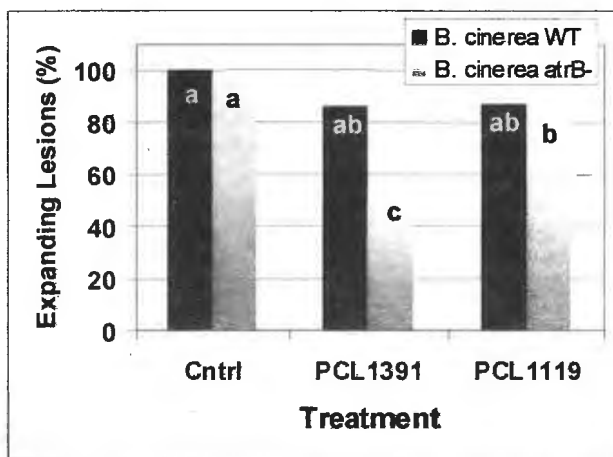 B. cinerea WT
B. cinerea atrB-
Expanding Lesions (%)
100
80
60
40
20
0
a
a
ab
c
ab
b
Cntrl
PCL1391
PCL1119
Treatment